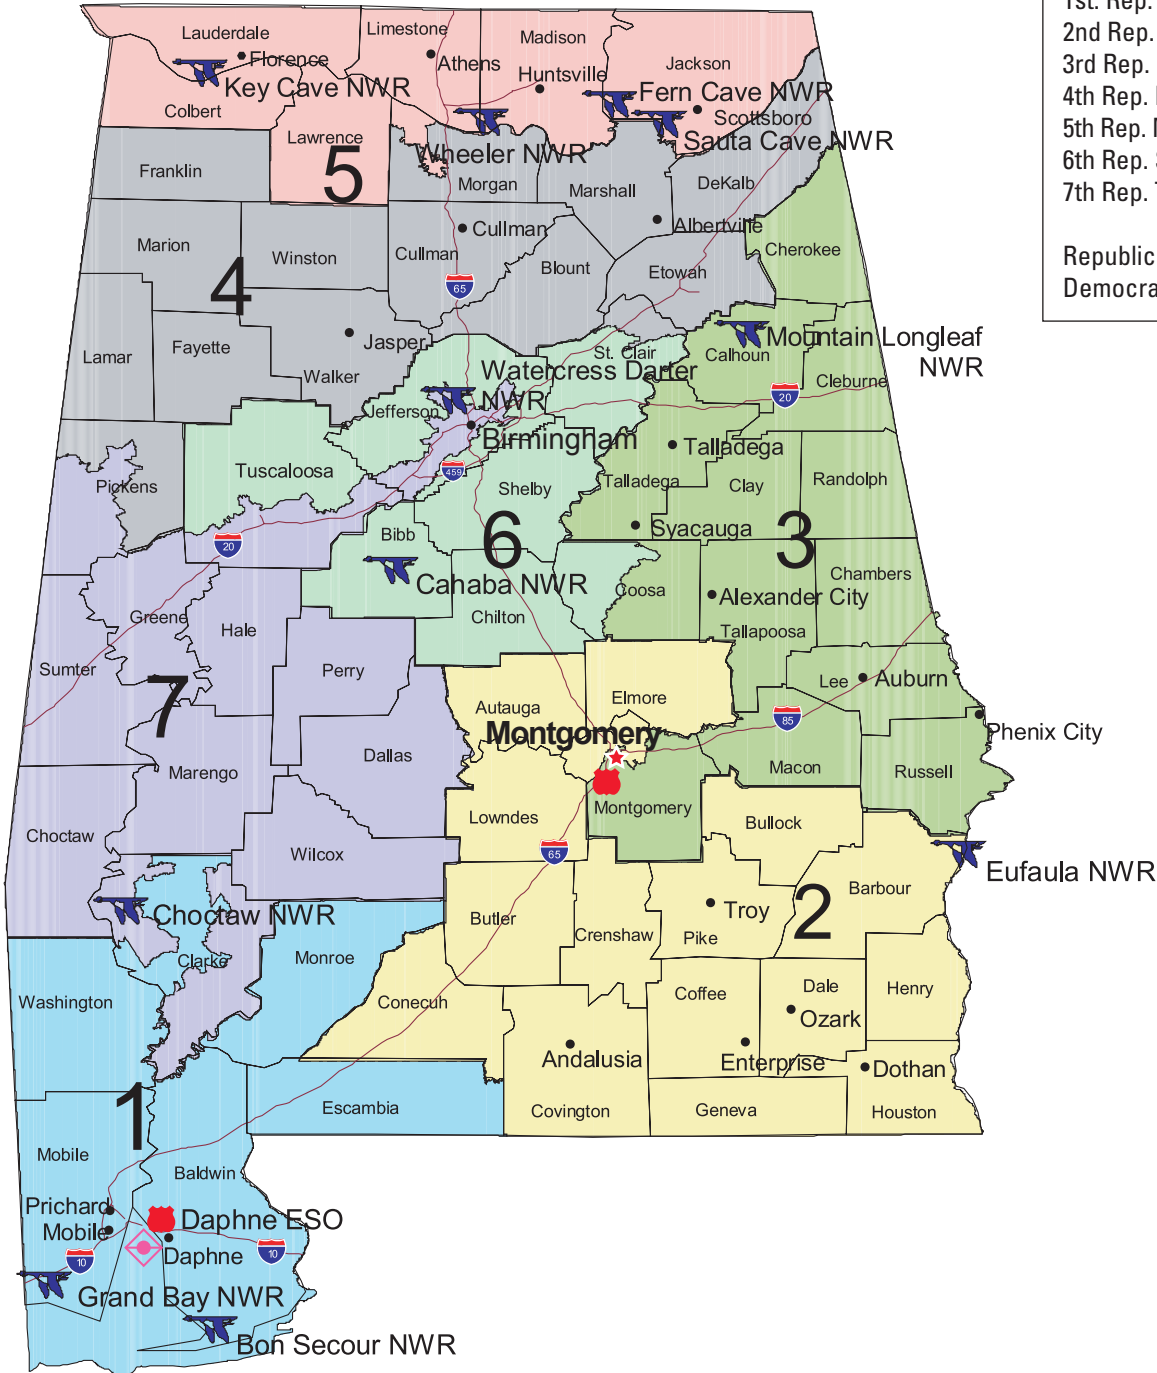 1st. Rep.
2nd Rep.
3rd Rep.
4th Rep.
5th Rep.
6th Rep.
7th Rep.
Republic
Democra
Lauderdale
Limestone
Madison
Florence
Athens
Jackson
Huntsville
Key Cave NWR
Fern Cave NWR
Colbert
Scottsboro
Lawrence
Wheeler NWR
Sauta Cave NWR
5
Franklin
Morgan
Marshall
DeKalb
Albertville
Cullman
Marion
Winston
Cullman
Cherokee
Blount
Etowah
4
65
Jasper
Mountain Longleaf
NWR
Lamar
Fayette
St. Clair
Calhoun
Walker
Watercress Darter
NWR
Cleburne
20
Jefferson
Birmingham
Talladega
Tuscaloosa
459
Pickens
Shelby
Talladega
Clay
Randolph
Syacauga
Bibb
6
3
20
Cahaba NWR
Coosa
Chambers
Alexander City
Greene
Hale
Chilton
Tallapoosa
Sumter
Perry
Lee
Auburn
7
Autauga
Elmore
85
Montgomery
Phenix City
Marengo
Dallas
Macon
Russell
Montgomery
Lowndes
Bullock
Choctaw
Wilcox
65
Eufaula NWR
Barbour
Choctaw NWR
Butler
Troy
2
Crenshaw
Pike
Clarke
Monroe
Washington
Conecuh
Coffee
Dale
Henry
Ozark
Andalusia
Enterprise
Dothan
1
Escambia
Covington
Geneva
Houston
Mobile
Baldwin
Prichard
Mobile
Daphne ESO
Daphne
10
10
Grand Bay NWR
Bon Secour NWR